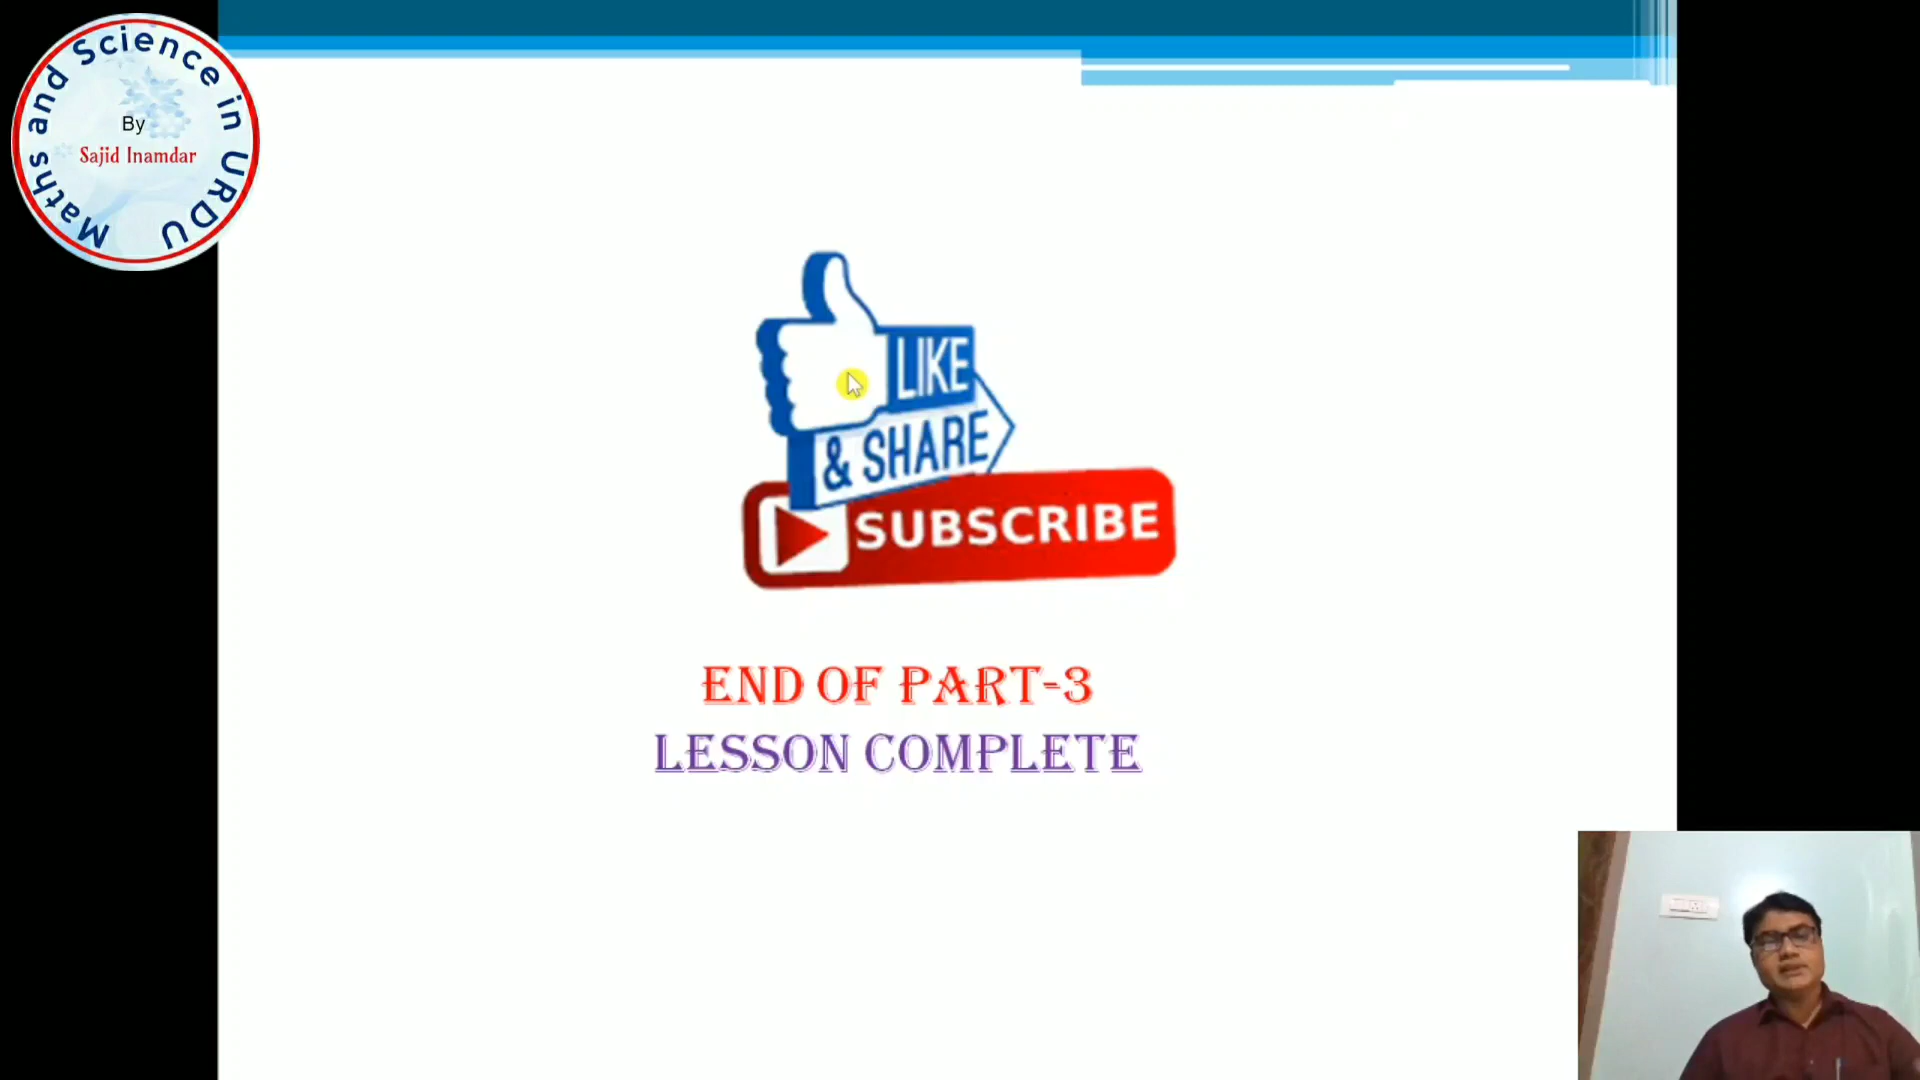 Maths and Science in URDU
By
Sajid Inamdar
LIKE
& SHARE
SUBSCRIBE
END OF PART-3
LESSON COMPLETE